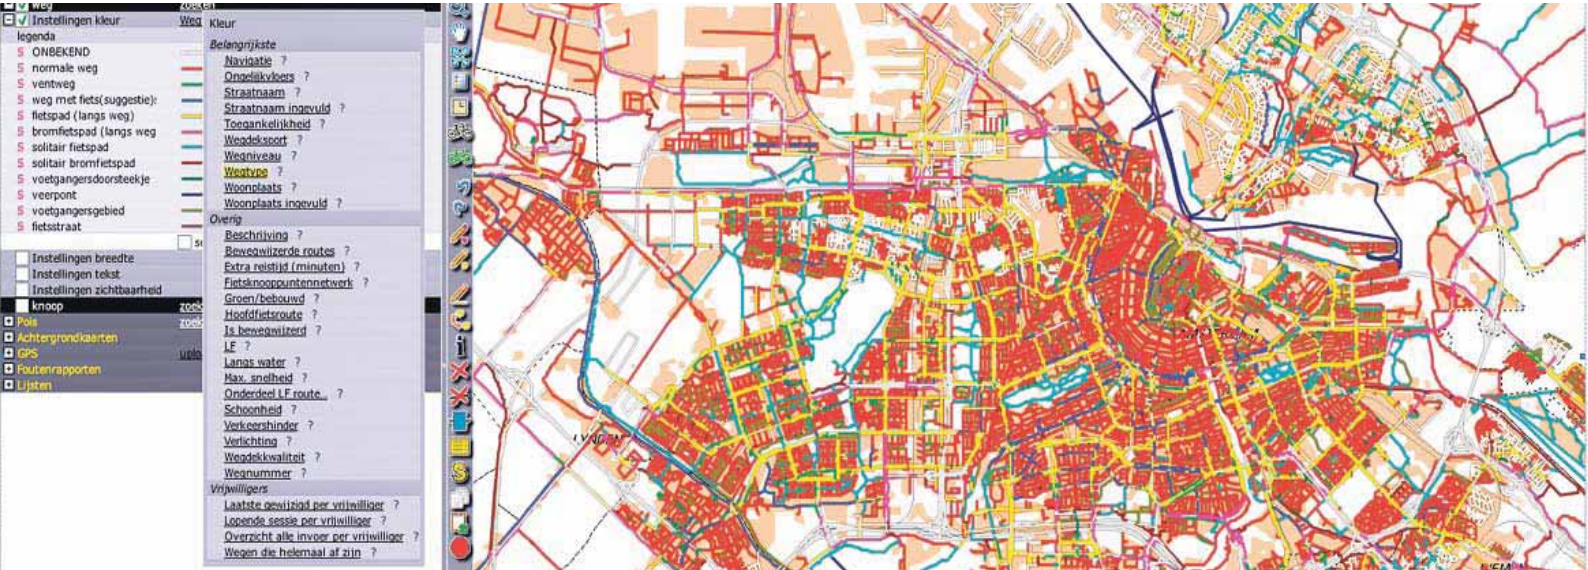 weg zoeken
Instellingen kleur Weg
legenda
S ONBEKEND
S normale weg
S ventweg
S weg met fiets(suggestie):
S fietspad (langs weg)
S bromfietspad (langs weg
S solitair fietspad
S solitair bromfietspad
S voetgangersdoorsteekje
S veerpont
S voetgangersgebied
S fietsstraat
Instellingen breedte
Instellingen tekst
Instellingen zichtbaarheid
knoop zoek
Pois zoek
Achtergrondkaarten
GPS uplo
Foutenrapporten
Lijsten
Kleur
Belangrijkste
Navigatie ?
Ongelijkvloers ?
Straatnaam ?
Straatnaam ingevuld ?
Toegankelijkheid ?
Wegdeksoort ?
Wegniveau ?
Wegtype ?
Woonplaats ?
Woonplaats ingevuld ?
Overig
Beschrijving ?
Bewegwijzerde routes ?
Extra reistijd (minuten) ?
Fietsknooppuntennetwerk ?
Groen/bebouwd ?
Hoofdfietsroute ?
Is bewegwijzerd ?
LF ?
Langs water ?
Max. snelheid ?
Onderdeel LF route.. ?
Schoonheid ?
Verkeershinder ?
Verlichting ?
Wegdekkwaliteit ?
Wegnummer ?
Vrijwilligers
Laatste gewijzigd per vrijwilliger ?
Lopende sessie per vrijwilliger ?
Overzicht alle invoer per vrijwilliger ?
Wegen die helemaal af zijn ?